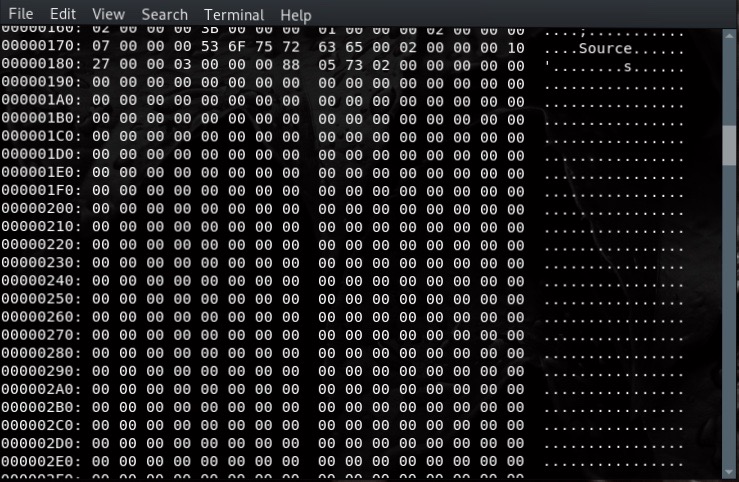 File Edit View Search Terminal Help
00000160: 02 00 00 00 3B 00 00 00  01 00 00 00 02 00 00 00  ....;...........
00000170: 07 00 00 00 53 6F 75 72  63 65 00 02 00 00 00 10  ....Source......
00000180: 27 00 00 03 00 00 00 88  05 73 02 00 00 00 00 00  '........s......
00000190: 00 00 00 00 00 00 00 00  00 00 00 00 00 00 00 00  ................
000001A0: 00 00 00 00 00 00 00 00  00 00 00 00 00 00 00 00  ................
000001B0: 00 00 00 00 00 00 00 00  00 00 00 00 00 00 00 00  ................
000001C0: 00 00 00 00 00 00 00 00  00 00 00 00 00 00 00 00  ................
000001D0: 00 00 00 00 00 00 00 00  00 00 00 00 00 00 00 00  ................
000001E0: 00 00 00 00 00 00 00 00  00 00 00 00 00 00 00 00  ................
000001F0: 00 00 00 00 00 00 00 00  00 00 00 00 00 00 00 00  ................
00000200: 00 00 00 00 00 00 00 00  00 00 00 00 00 00 00 00  ................
00000210: 00 00 00 00 00 00 00 00  00 00 00 00 00 00 00 00  ................
00000220: 00 00 00 00 00 00 00 00  00 00 00 00 00 00 00 00  ................
00000230: 00 00 00 00 00 00 00 00  00 00 00 00 00 00 00 00  ................
00000240: 00 00 00 00 00 00 00 00  00 00 00 00 00 00 00 00  ................
00000250: 00 00 00 00 00 00 00 00  00 00 00 00 00 00 00 00  ................
00000260: 00 00 00 00 00 00 00 00  00 00 00 00 00 00 00 00  ................
00000270: 00 00 00 00 00 00 00 00  00 00 00 00 00 00 00 00  ................
00000280: 00 00 00 00 00 00 00 00  00 00 00 00 00 00 00 00  ................
00000290: 00 00 00 00 00 00 00 00  00 00 00 00 00 00 00 00  ................
000002A0: 00 00 00 00 00 00 00 00  00 00 00 00 00 00 00 00  ................
000002B0: 00 00 00 00 00 00 00 00  00 00 00 00 00 00 00 00  ................
000002C0: 00 00 00 00 00 00 00 00  00 00 00 00 00 00 00 00  ................
000002D0: 00 00 00 00 00 00 00 00  00 00 00 00 00 00 00 00  ................
000002E0: 00 00 00 00 00 00 00 00  00 00 00 00 00 00 00 00  ................